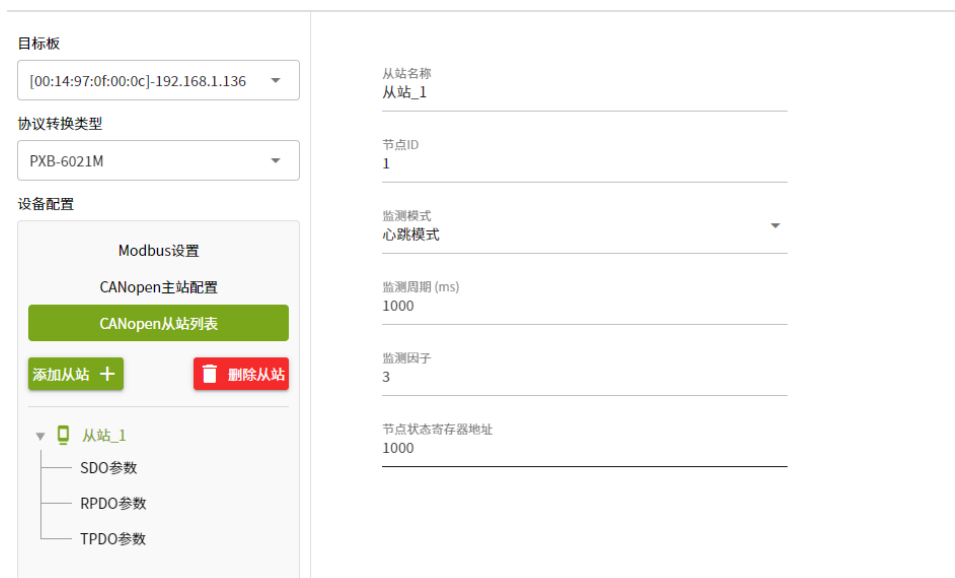 目标板
[00:14:97:0f:00:0c]-192.168.1.136
协议转换类型
PXB-6021M
设备配置
Modbus设置
CANopen主站配置
CANopen从站列表
添加从站
删除从站
从站_1
SDO参数
RPDO参数
TPDO参数
从站名称
从站_1
节点ID
1
监测模式
心跳模式
监测周期 (ms)
1000
监测因子
3
节点状态寄存器地址
1000